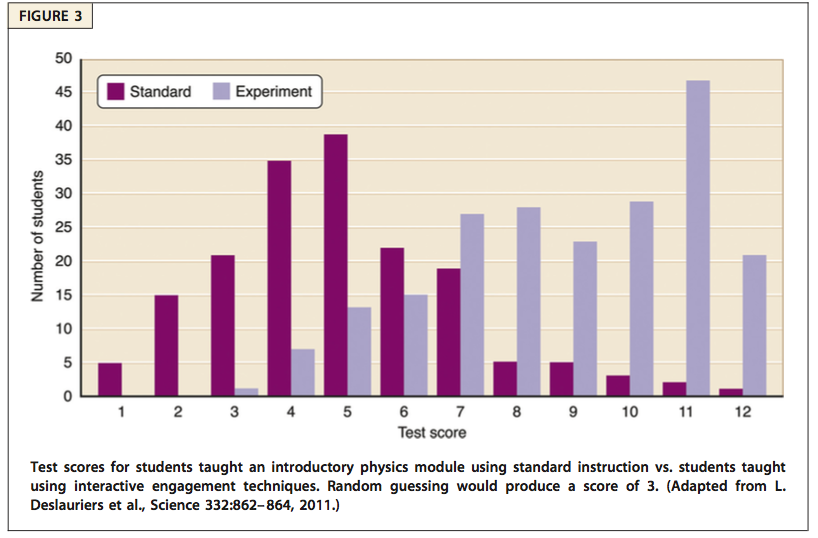 FIGURE 3
50
45
40
35
30
25
20
15
10
5
0
Number of students
Standard Experiment
1 2 3 4 5 6 7 8 9 10 11 12
Test score
Test scores for students taught an introductory physics module using standard instruction vs. students taught
using interactive engagement techniques. Random guessing would produce a score of 3. (Adapted from L.
Deslauriers et al., Science 332:862–864, 2011.)